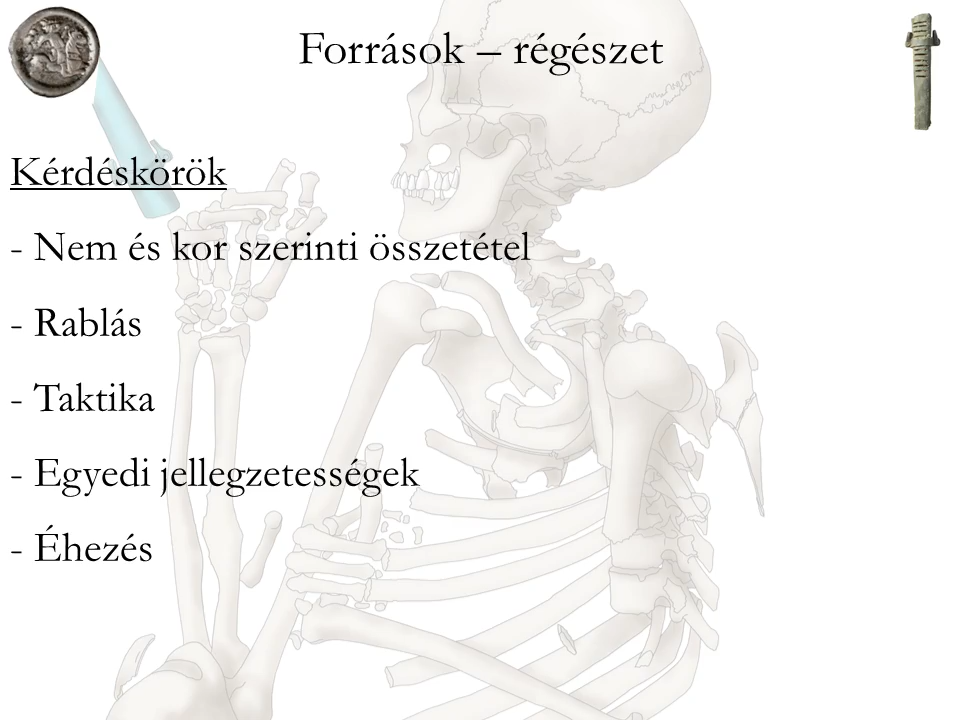 Források – régészet
Kérdéskörök
- Nem és kor szerinti összetétel
- Rablás
- Taktika
- Egyedi jellegzetességek
- Éhezés